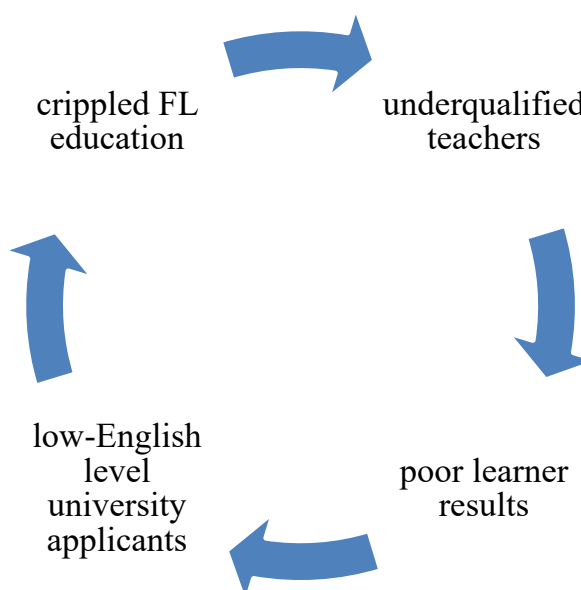 crippled FL
education
underqualified
teachers
poor learner
results
low-English
level
university
applicants